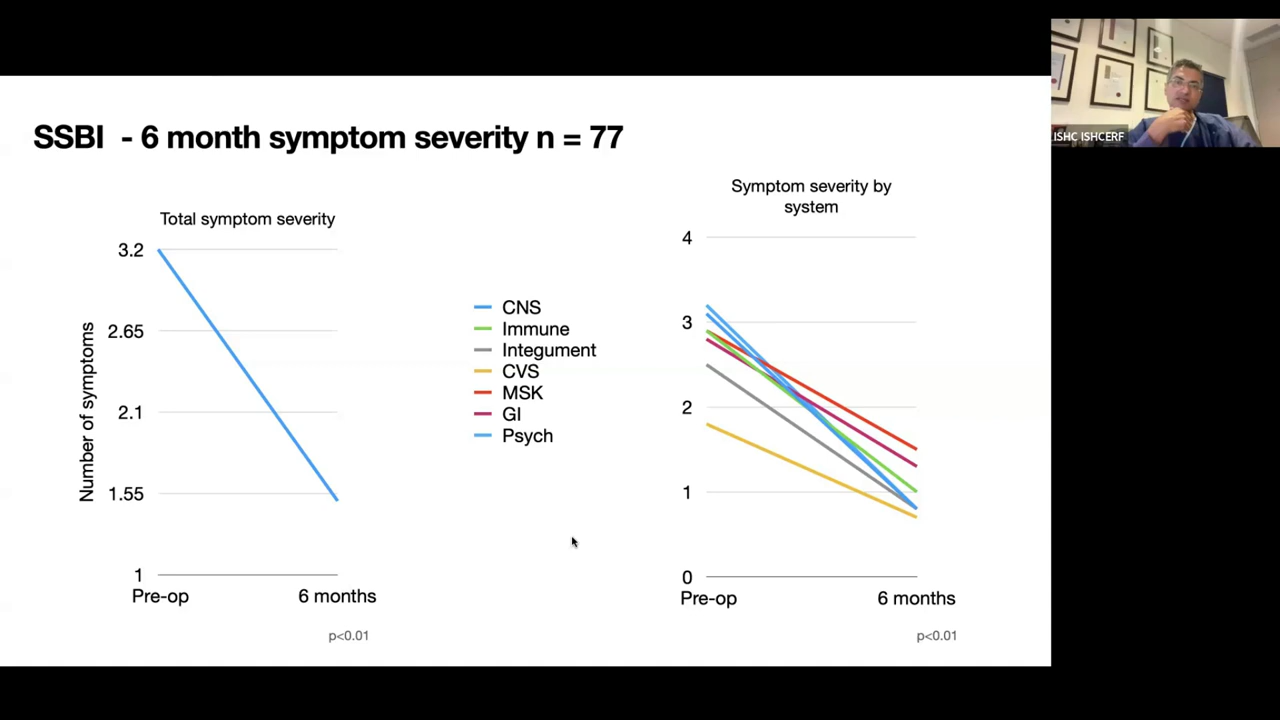 SSBI - 6 month symptom severity n = 77
ISHC ISHCERF
Total symptom severity
Number of symptoms
3.2
2.65
2.1
1.55
1
Pre-op
6 months
p<0.01
CNS
Immune
Integument
CVS
MSK
GI
Psych
Symptom severity by
system
4
3
2
1
0
Pre-op
6 months
p<0.01